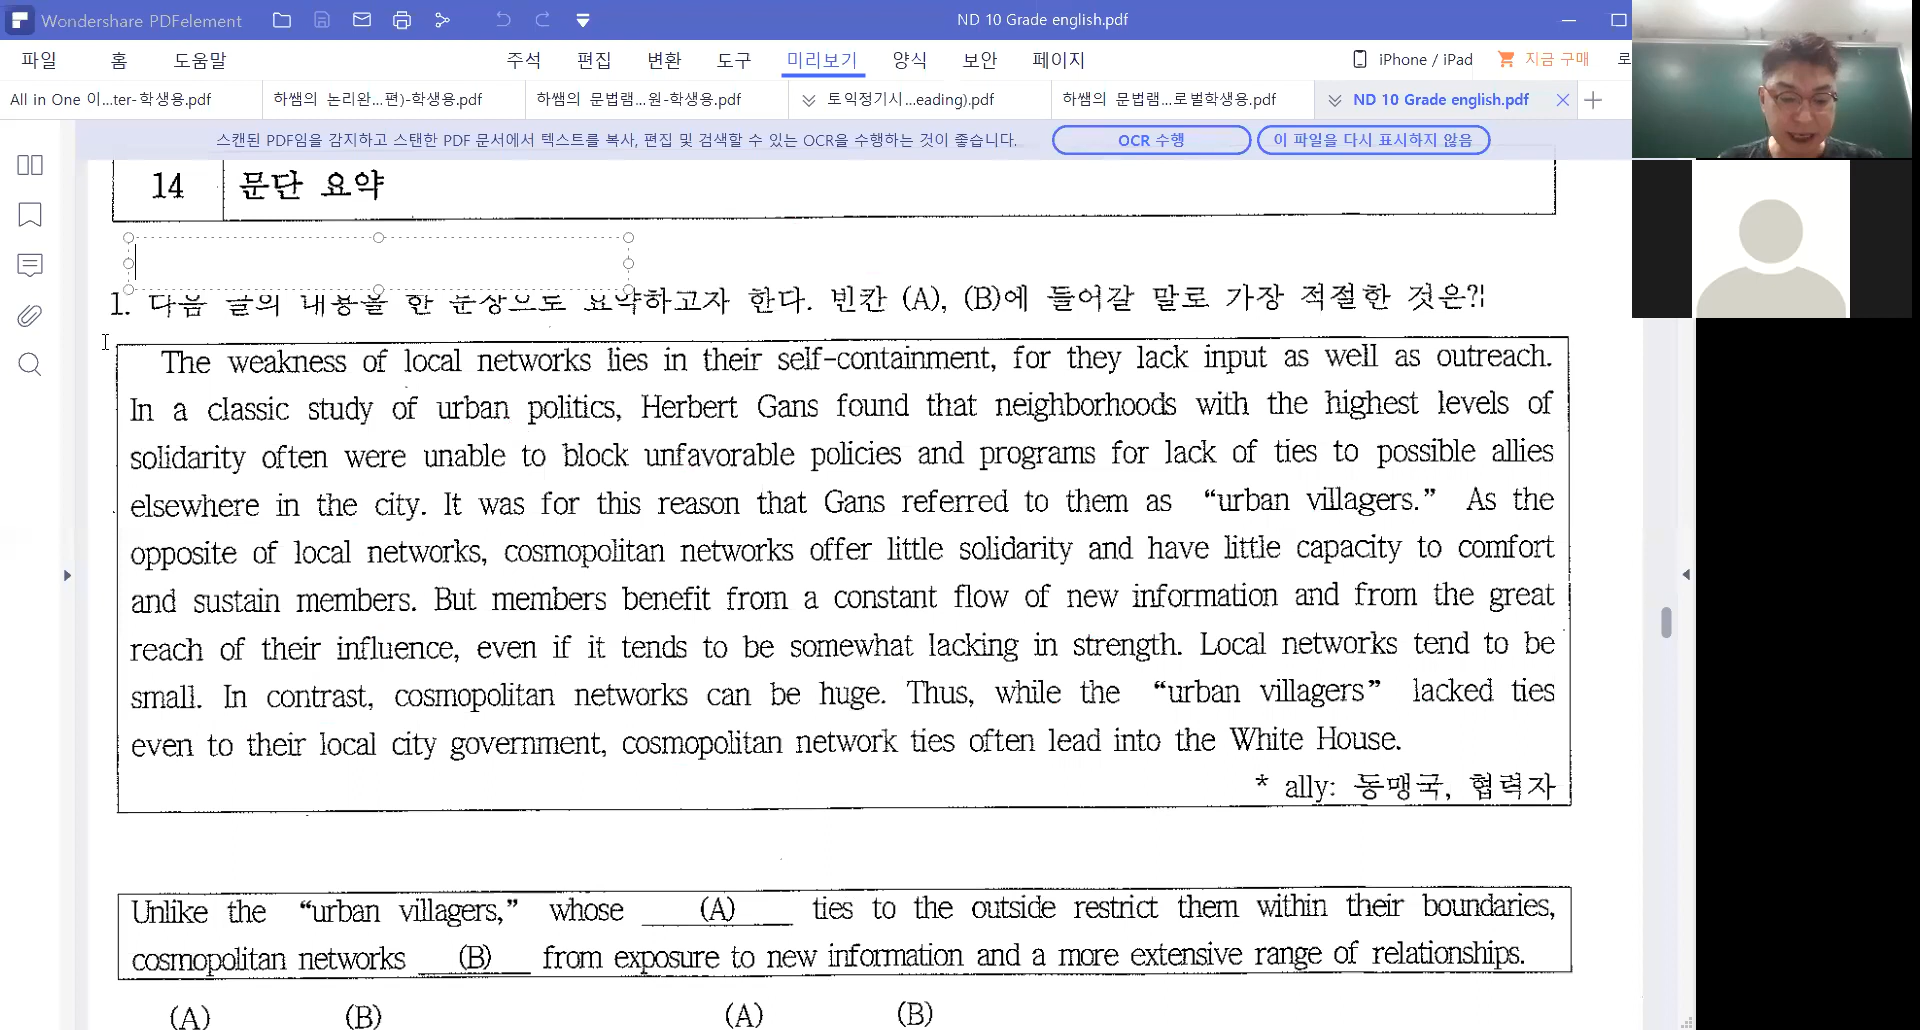 Wondershare PDFelement
ND 10 Grade english.pdf
파일 홈 도움말 주석 편집 변환 도구 미리보기 양식 보안 페이지 iPhone / iPad 지금 구매 로
All in One 이...ter-학생용.pdf 하쌤의 논리완...편)-학생용.pdf 하쌤의 문법램...원-학생용.pdf 토익정기시...eading).pdf 하쌤의 문법램...로벌학생용.pdf ND 10 Grade english.pdf
스캔된 PDF임을 감지하고 스탠한 PDF 문서에서 텍스트를 복사, 편집 및 검색할 수 있는 OCR을 수행하는 것이 좋습니다. OCR 수행 이 파일을 다시 표시하지 않음
14 문단 요약
1. 다음 글의 내용을 한 문장으로 요약하고자 한다. 빈칸 (A), (B)에 들어갈 말로 가장 적절한 것은?
The weakness of local networks lies in their self-containment, for they lack input as well as outreach.
In a classic study of urban politics, Herbert Gans found that neighborhoods with the highest levels of
solidarity often were unable to block unfavorable policies and programs for lack of ties to possible allies
elsewhere in the city. It was for this reason that Gans referred to them as “urban villagers.” As the
opposite of local networks, cosmopolitan networks offer little solidarity and have little capacity to comfort
and sustain members. But members benefit from a constant flow of new information and from the great
reach of their influence, even if it tends to be somewhat lacking in strength. Local networks tend to be
small. In contrast, cosmopolitan networks can be huge. Thus, while the “urban villagers” lacked ties
even to their local city government, cosmopolitan network ties often lead into the White House.
* ally: 동맹국, 협력자
Unlike the “urban villagers,” whose (A) ties to the outside restrict them within their boundaries,
cosmopolitan networks (B) from exposure to new information and a more extensive range of relationships.
(A) (B) (A) (B)